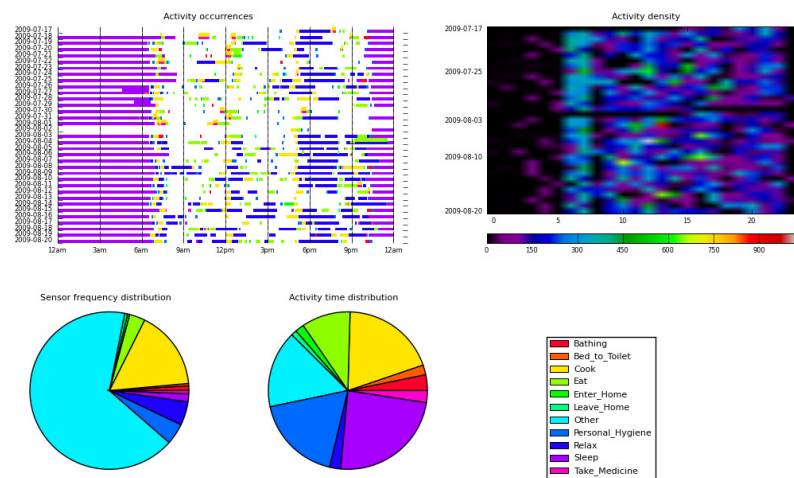 Activity occurrences
2009-07-17
2009-07-18
2009-07-19
2009-07-20
2009-07-21
2009-07-22
2009-07-23
2009-07-24
2009-07-25
2009-07-26
2009-07-27
2009-07-28
2009-07-29
2009-07-30
2009-07-31
2009-08-01
2009-08-02
2009-08-03
2009-08-04
2009-08-05
2009-08-06
2009-08-07
2009-08-08
2009-08-09
2009-08-10
2009-08-11
2009-08-12
2009-08-13
2009-08-14
2009-08-15
2009-08-16
2009-08-17
2009-08-18
2009-08-19
2009-08-20
12am 3am 6am 9am 12pm 3pm 6pm 9pm 12am
Activity density
2009-07-17
2009-07-25
2009-08-03
2009-08-10
2009-08-20
0 5 10 15 20
0 150 300 450 600 750 900
Sensor frequency distribution
Activity time distribution
Bathing
Bed_to_Toilet
Cook
Eat
Enter_Home
Leave_Home
Other
Personal_Hygiene
Relax
Sleep
Take_Medicine